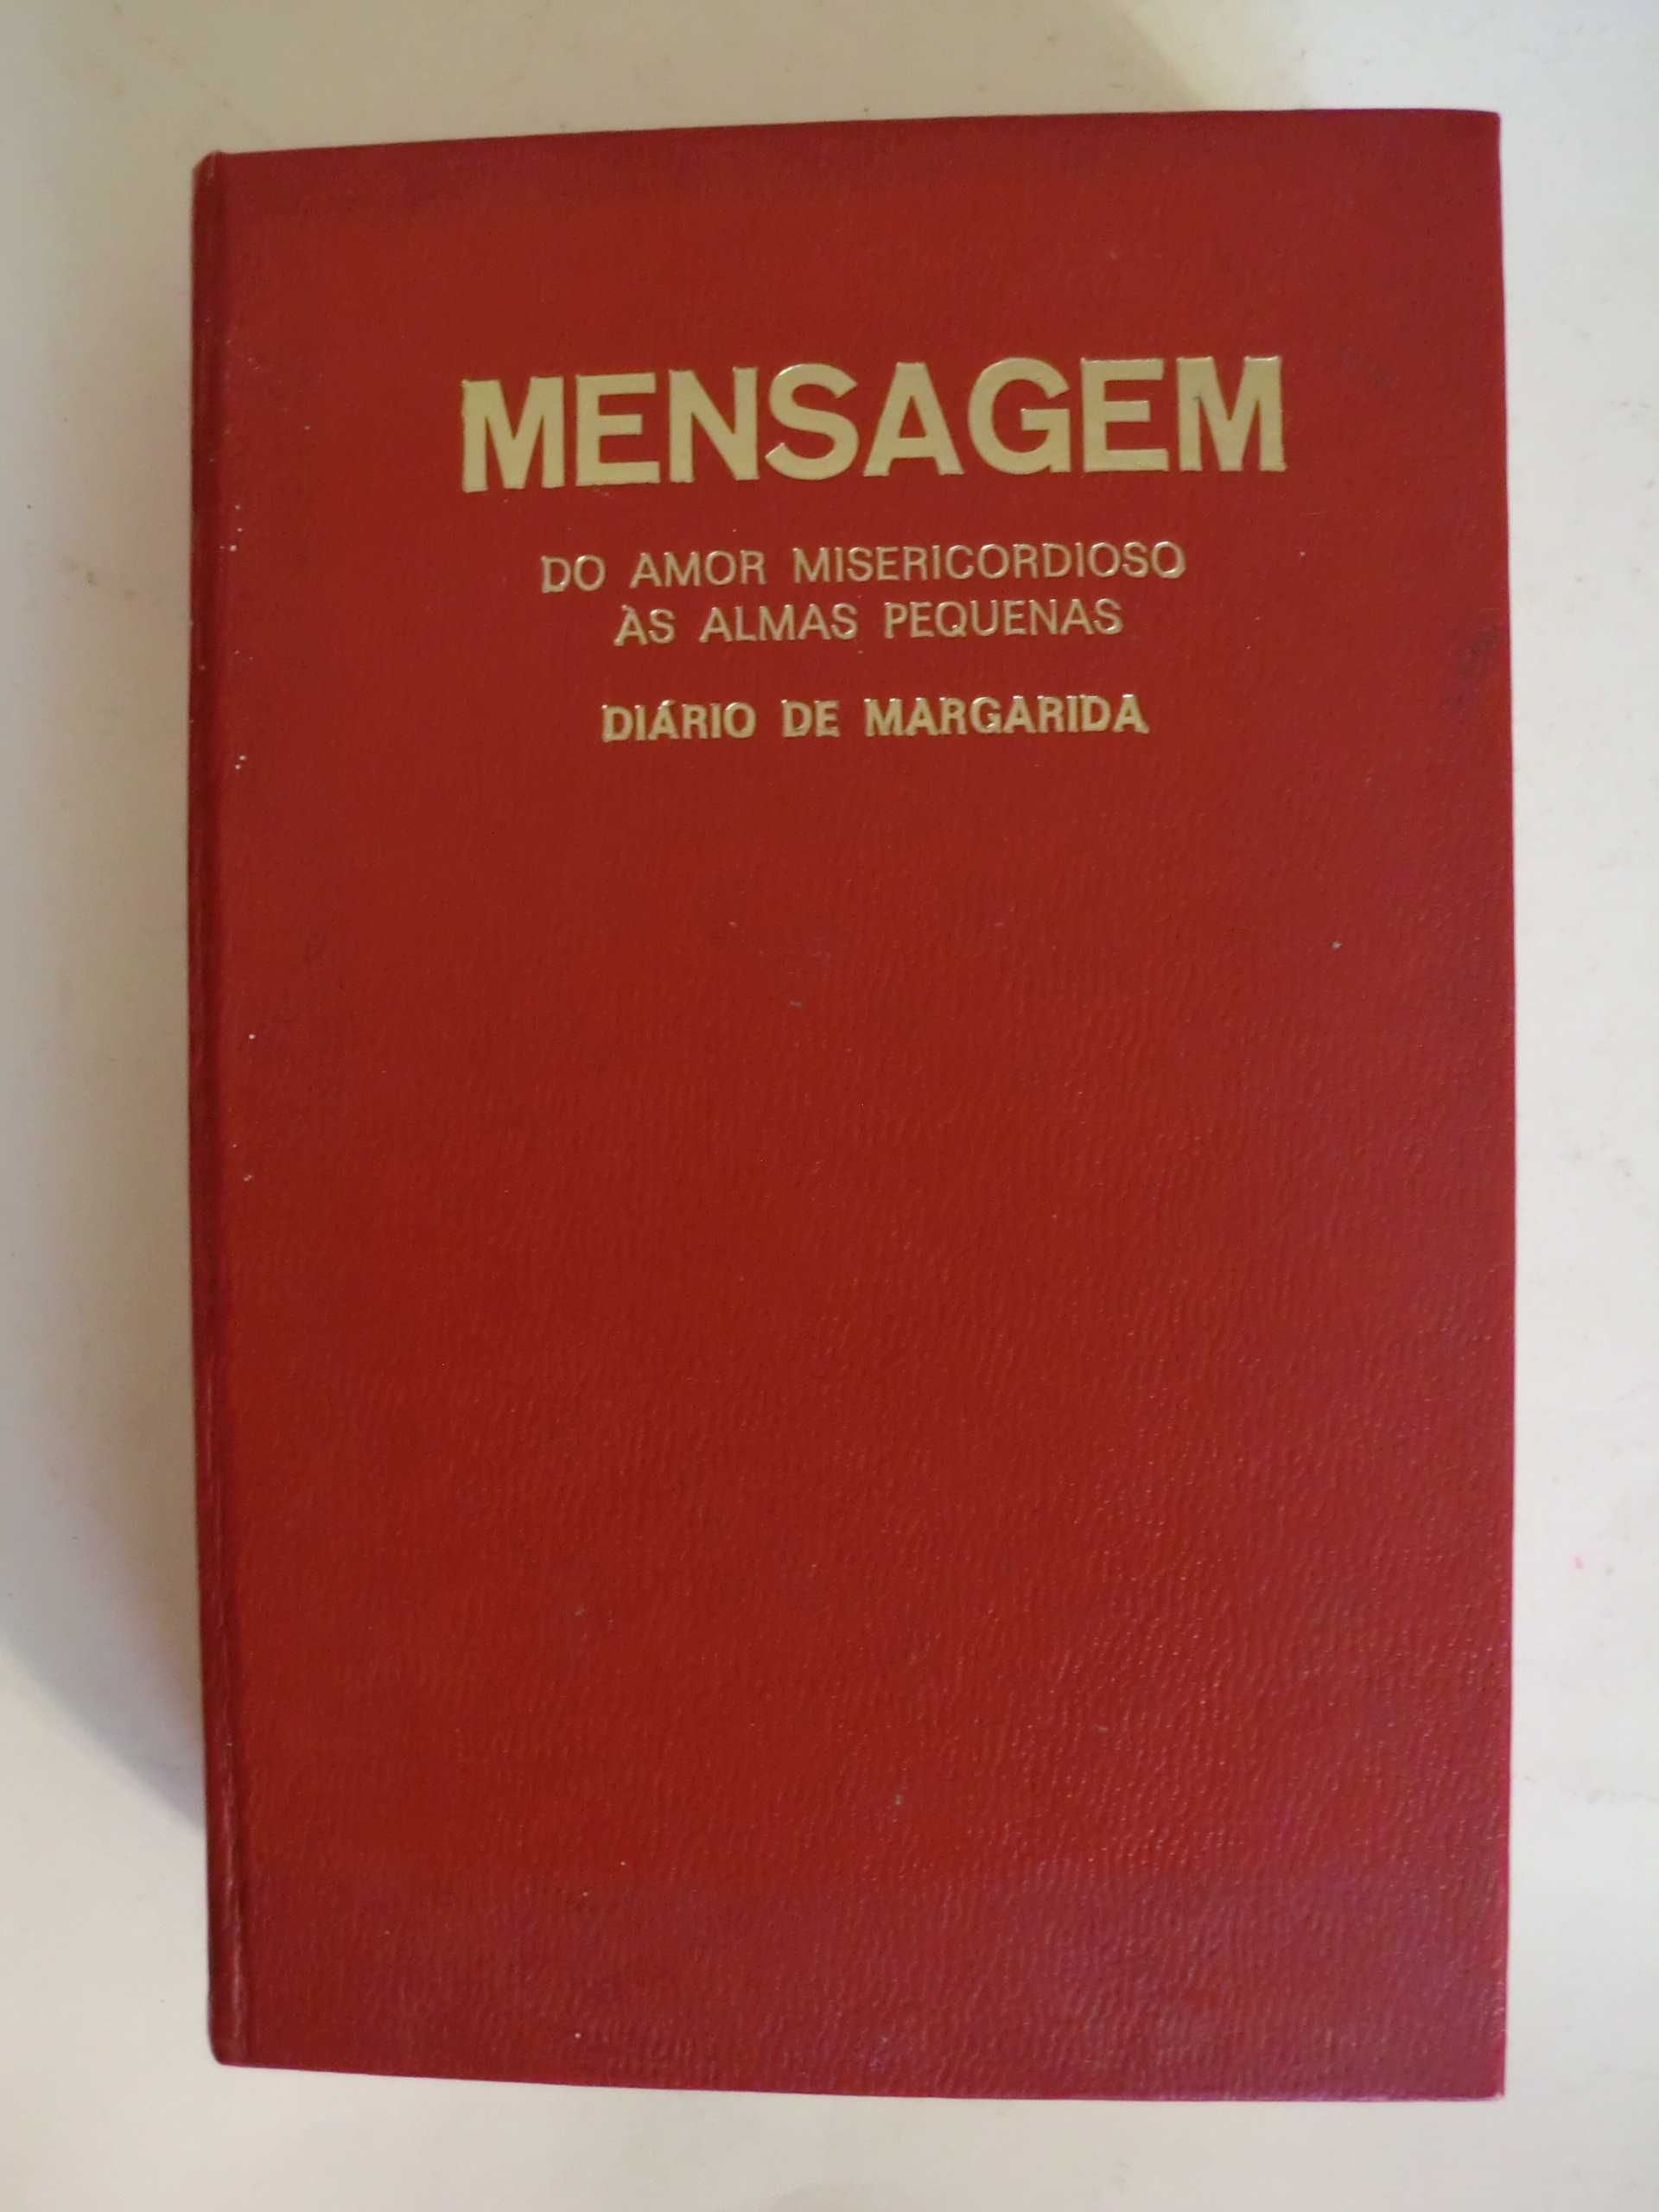 MENSAGEM
DO AMOR MISERICORDIOSO
ÀS ALMAS PEQUENAS
DIÁRIO DE MARGARIDA